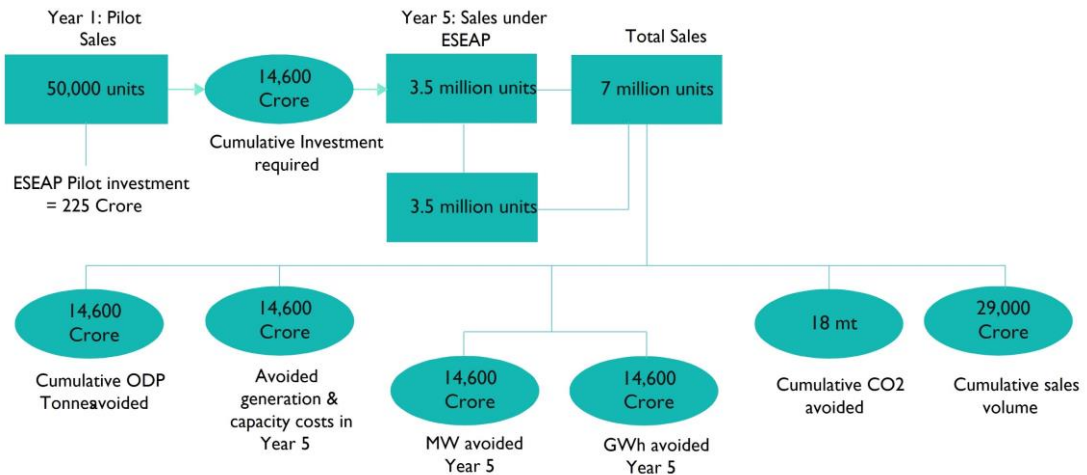 Year 1: Pilot
Sales
50,000 units
ESEAP Pilot investment
= 225 Crore
14,600
Crore
Cumulative Investment
required
Year 5: Sales under
ESEAP
3.5 million units
3.5 million units
Total Sales
7 million units
14,600
Crore
Cumulative ODP
Tonnes avoided
14,600
Crore
Avoided
generation &
capacity costs in
Year 5
14,600
Crore
MW avoided
Year 5
14,600
Crore
GWh avoided
Year 5
18 mt
Cumulative CO2
avoided
29,000
Crore
Cumulative sales
volume